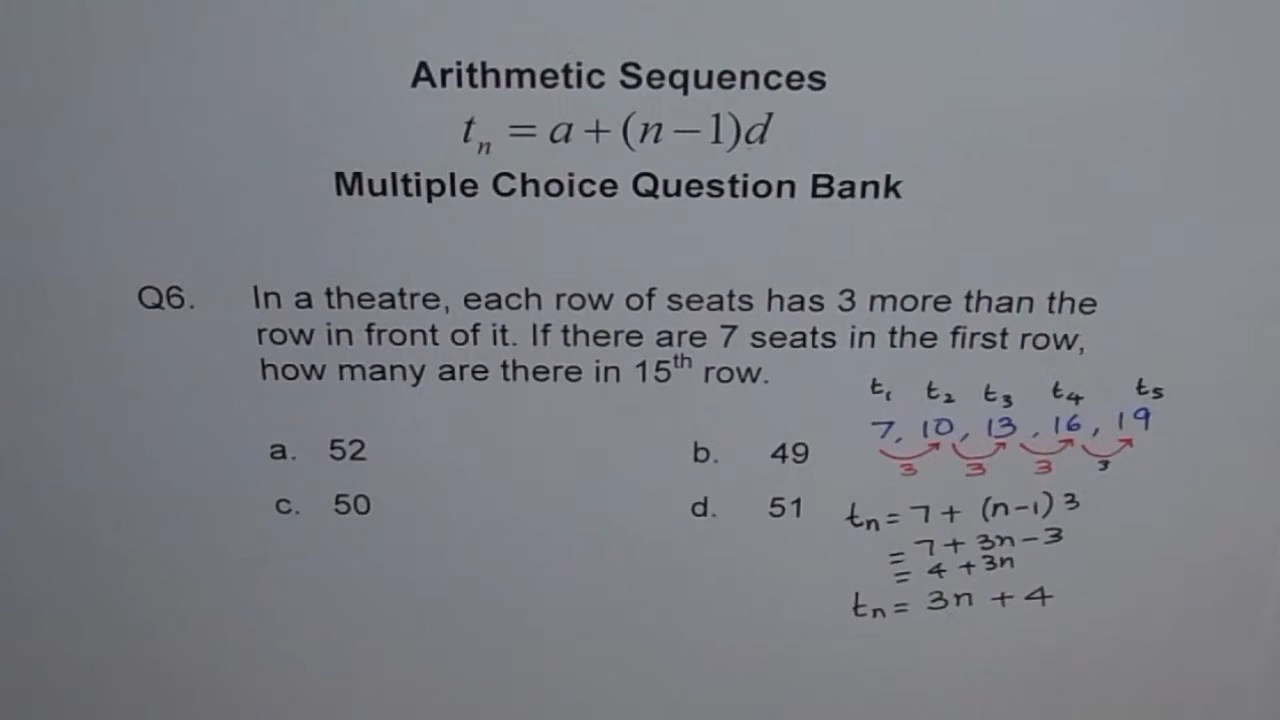 Arithmetic Sequences
tₙ = a + (n − 1)d
Multiple Choice Question Bank
Q6. In a theatre, each row of seats has 3 more than the
row in front of it. If there are 7 seats in the first row,
how many are there in 15th row.
a. 52 b. 49
c. 50 d. 51
t₁ t₂ t₃ t₄ t₅
7, 10, 13, 16, 19
3 3 3 3
tₙ = 7 + (n-1) 3
= 7 + 3n - 3
= 4 + 3n
tₙ = 3n + 4